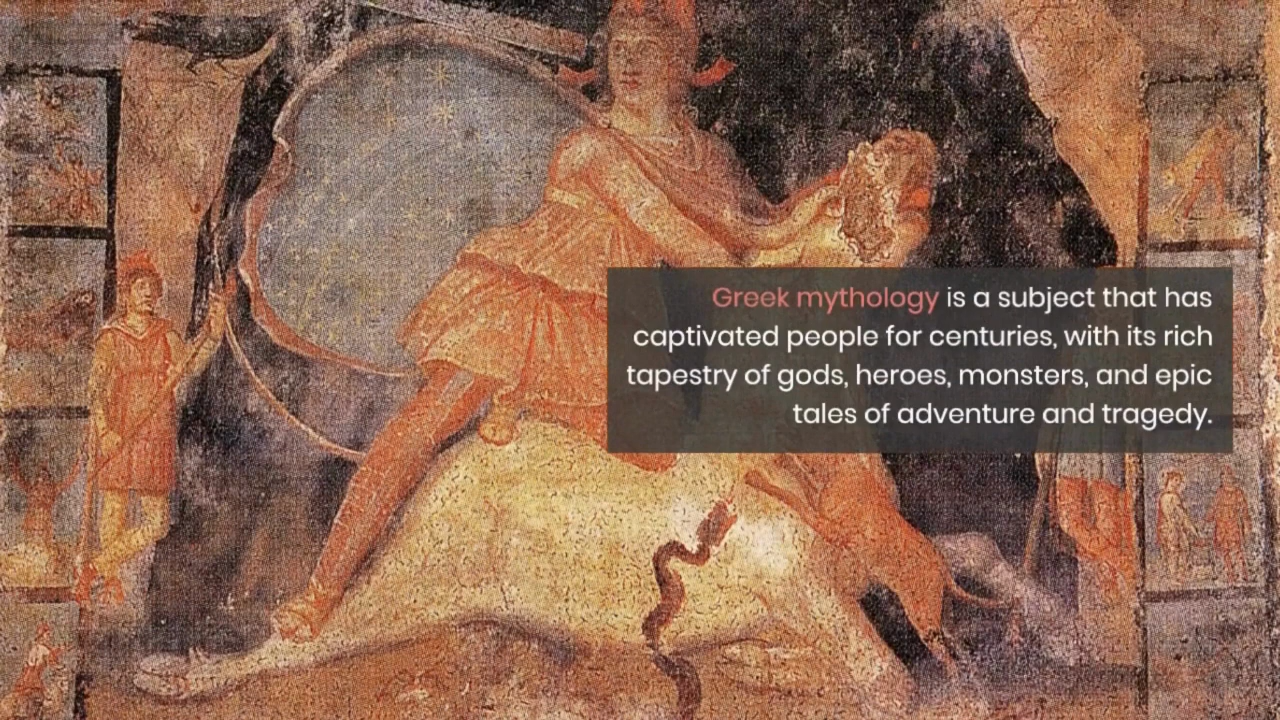 Greek mythology is a subject that has
captivated people for centuries, with its rich
tapestry of gods, heroes, monsters, and epic
tales of adventure and tragedy.